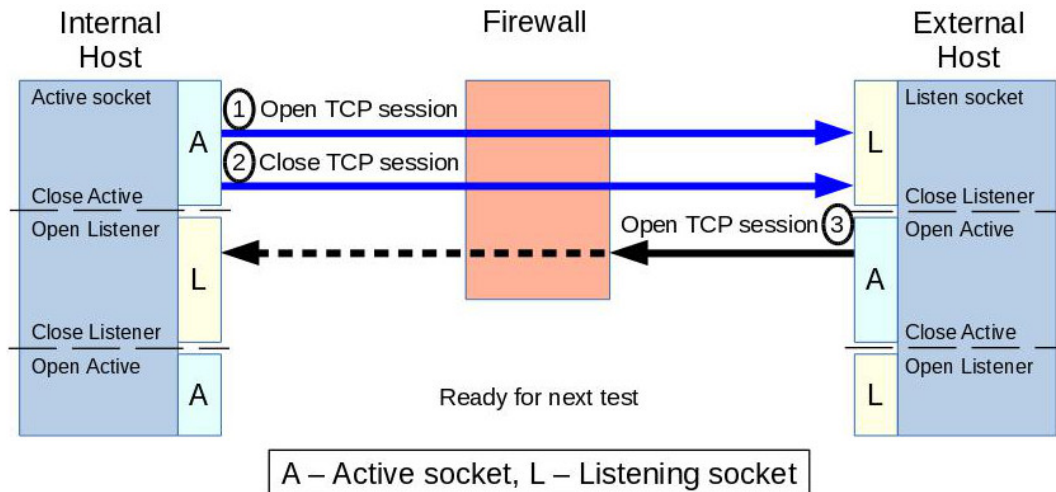 Internal
Host
Firewall
External
Host
Active socket
A
1 Open TCP session
Listen socket
L
2 Close TCP session
Close Active
Close Listener
Open Listener
Open TCP session 3
Open Active
L
A
Close Listener
Close Active
Open Active
A
Ready for next test
L
Open Listener
A – Active socket, L – Listening socket